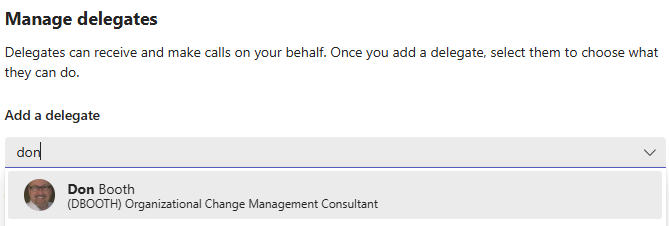 Manage delegates
Delegates can receive and make calls on your behalf. Once you add a delegate, select them to choose what
they can do.
Add a delegate
don
Don Booth
(DBOOTH) Organizational Change Management Consultant